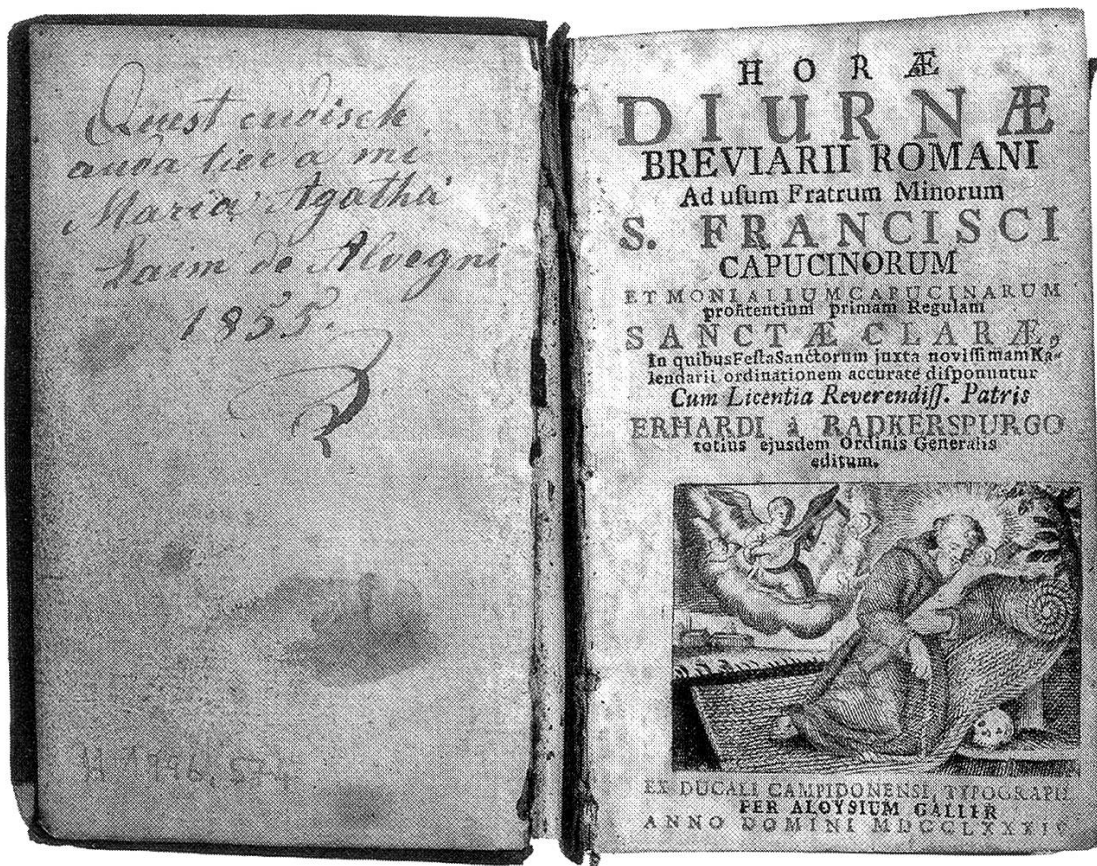 Quest cudisch
auda tier a mi
Maria Agatha
Laim de Alvegni
1855.
H 1996, 574
HORÆ
DIURNÆ
BREVIARII ROMANI
Ad uſum Fratrum Minorum
S. FRANCISCI
CAPUCINORUM
ET MONIALIUM CAPUCINARUM
profitentium primam Regulam
SANCTÆ CLARÆ,
In quibus Feſta Sanctorum juxta noviſſimam Ka-
lendarii ordinationem accurate diſponuntur
Cum Licentia Reverendiſſ. Patris
ERHARDI à RADKERSPURGO
totius ejusdem Ordinis Generalis
editum.
EX DUCALI CAMPIDONENSI, TYPOGRAPH
PER ALOYSIUM GALLER
ANNO DOMINI MDCCLXXXIV